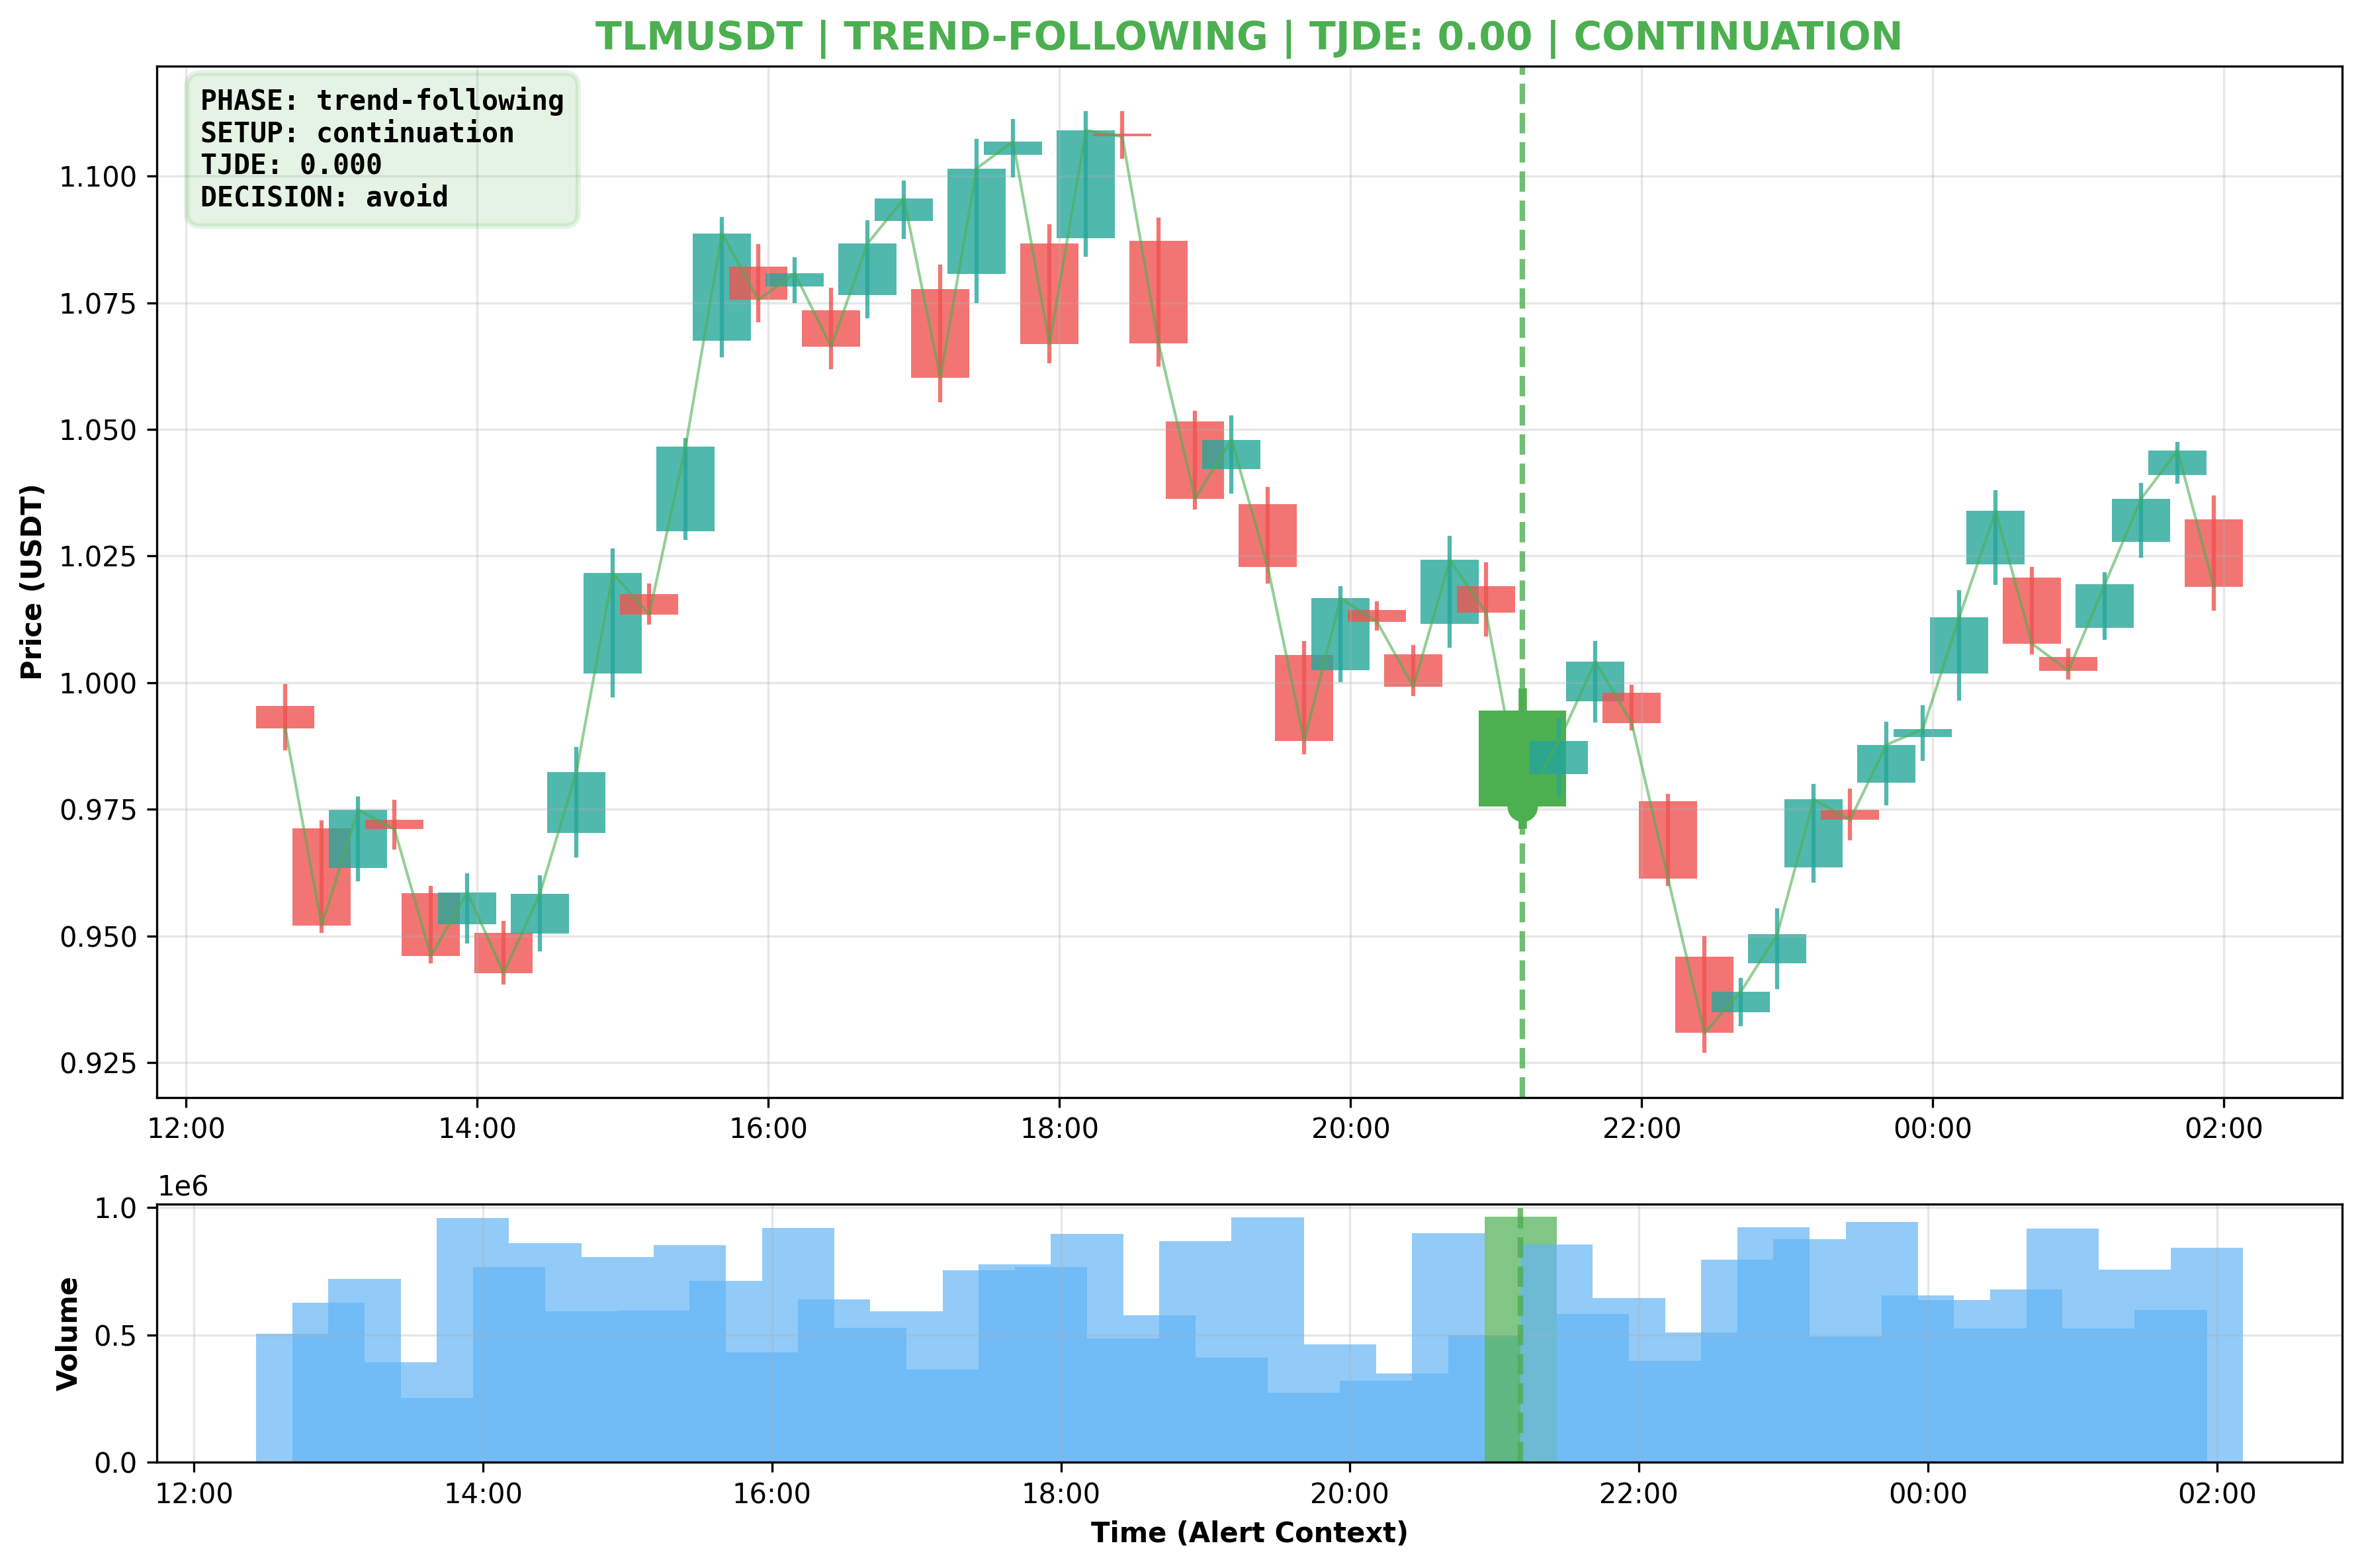 TLMUSDT | TREND-FOLLOWING | TJDE: 0.00 | CONTINUATION
PHASE: trend-following
SETUP: continuation
TJDE: 0.000
DECISION: avoid
Price (USDT)
1.100
1.075
1.050
1.025
1.000
0.975
0.950
0.925
12:00 14:00 16:00 18:00 20:00 22:00 00:00 02:00
1e6
Volume
1.0
0.5
0.0
12:00 14:00 16:00 18:00 20:00 22:00 00:00 02:00
Time (Alert Context)